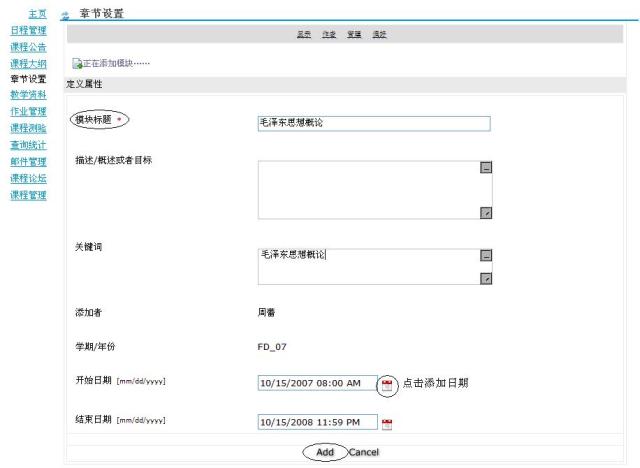 主页
章节设置
日程管理
课程公告
课程大纲
章节设置
教学资料
作业管理
课程测验
查询统计
邮件管理
课程论坛
课程管理
作者
管理
正在添加模块······
定义属性
模块标题 *
毛泽东思想概论
描述/概述或者目标
关键词
毛泽东思想概论
添加者
周蕾
学期/年份
FD_07
开始日期 [mm/dd/yyyy]
10/15/2007 08:00 AM
点击添加日期
结束日期 [mm/dd/yyyy]
10/15/2008 11:59 PM
Add Cancel